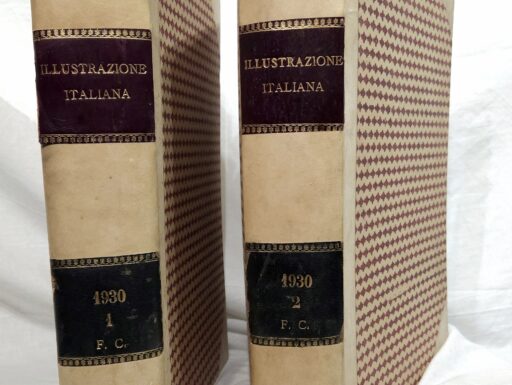 ILLUSTRAZIONE
ITALIANA
1930
1
F. C.
ILLUSTRAZIONE
ITALIANA
1930
2
F. C.